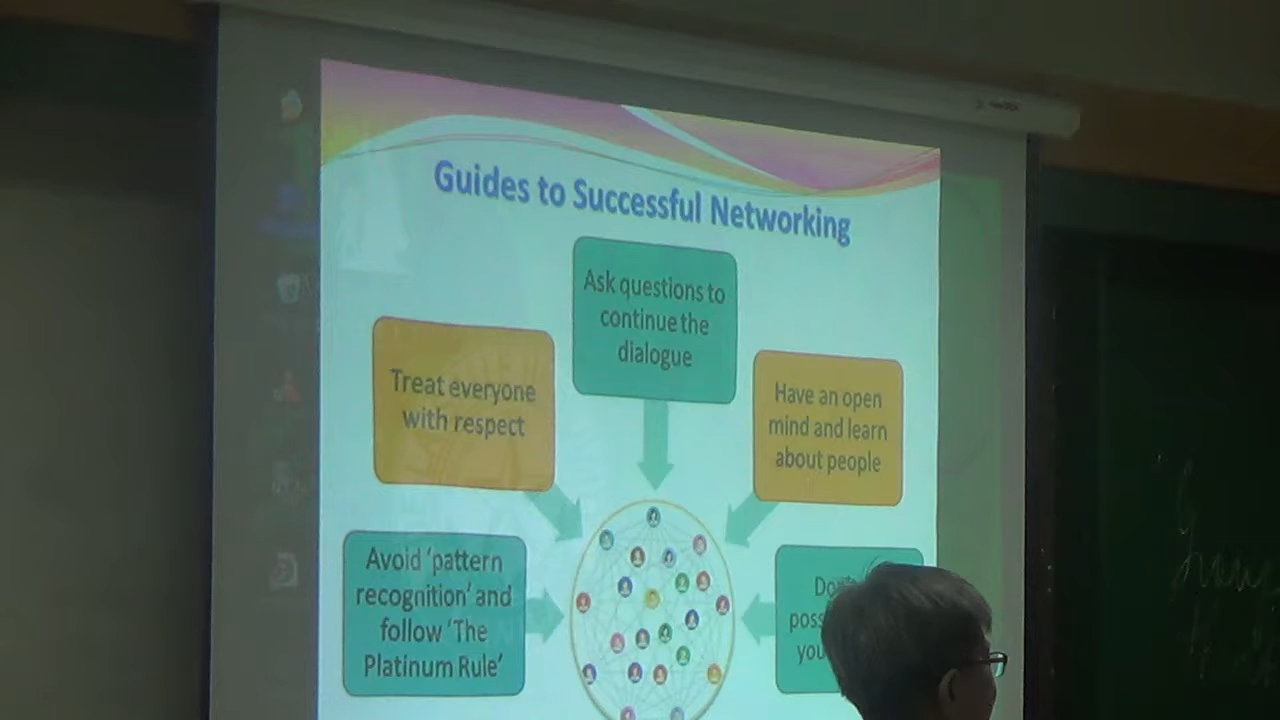 Guides to Successful Networking
Ask questions to
continue the
dialogue
Treat everyone
with respect
Have an open
mind and learn
about people
Avoid 'pattern
recognition' and
follow 'The
Platinum Rule'